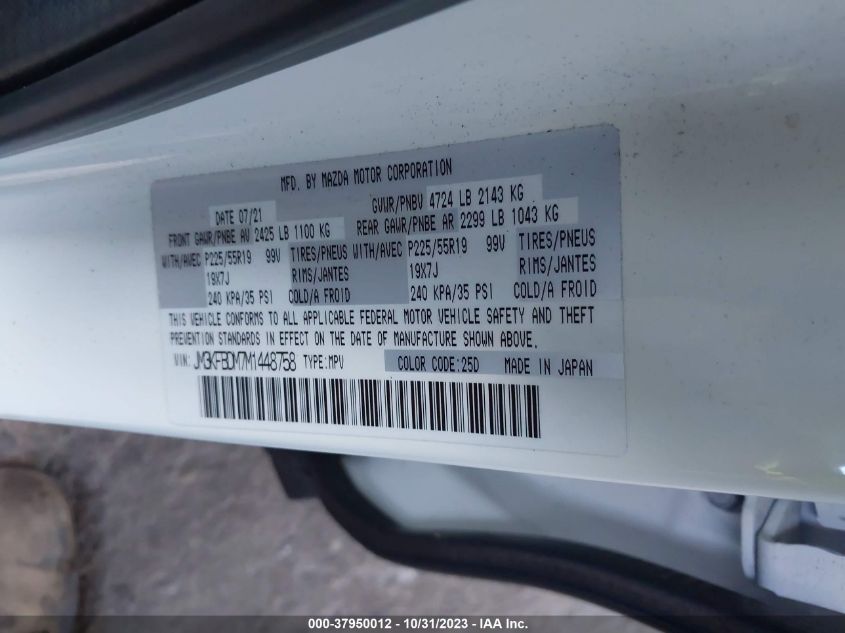 MFD. BY MAZDA MOTOR CORPORATION
DATE 07/21 GVWR/PNBV 4724 LB 2143 KG
FRONT GAWR/PNBE AV 2425 LB 1100 KG REAR GAWR/PNBE AR 2299 LB 1043 KG
WITH/AVEC P225/55R19 99V TIRES/PNEUS WITH/AVEC P225/55R19 99V TIRES/PNEUS
19X7J RIMS/JANTES 19X7J RIMS/JANTES
240 KPA/35 PSI COLD/A FROID 240 KPA/35 PSI COLD/A FROID
THIS VEHICLE CONFORMS TO ALL APPLICABLE FEDERAL MOTOR VEHICLE SAFETY AND THEFT
PREVENTION STANDARDS IN EFFECT ON THE DATE OF MANUFACTURE SHOWN ABOVE.
VIN: JM3KFBDM7M1448758 TYPE:MPV COLOR CODE:25D MADE IN JAPAN
000-37950012 - 10/31/2023 - IAA Inc.